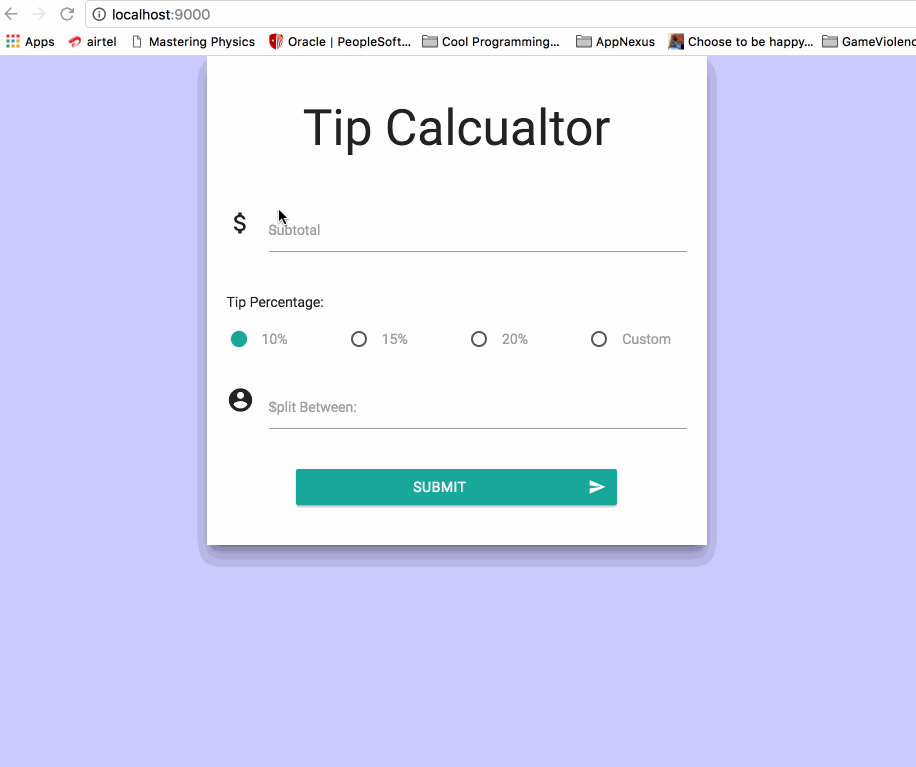 localhost:9000
Apps airtel Mastering Physics Oracle | PeopleSoft... Cool Programming... AppNexus Choose to be happy... GameViolenc
Tip Calcualtor
$ Subtotal
Tip Percentage:
10% 15% 20% Custom
Split Between:
SUBMIT